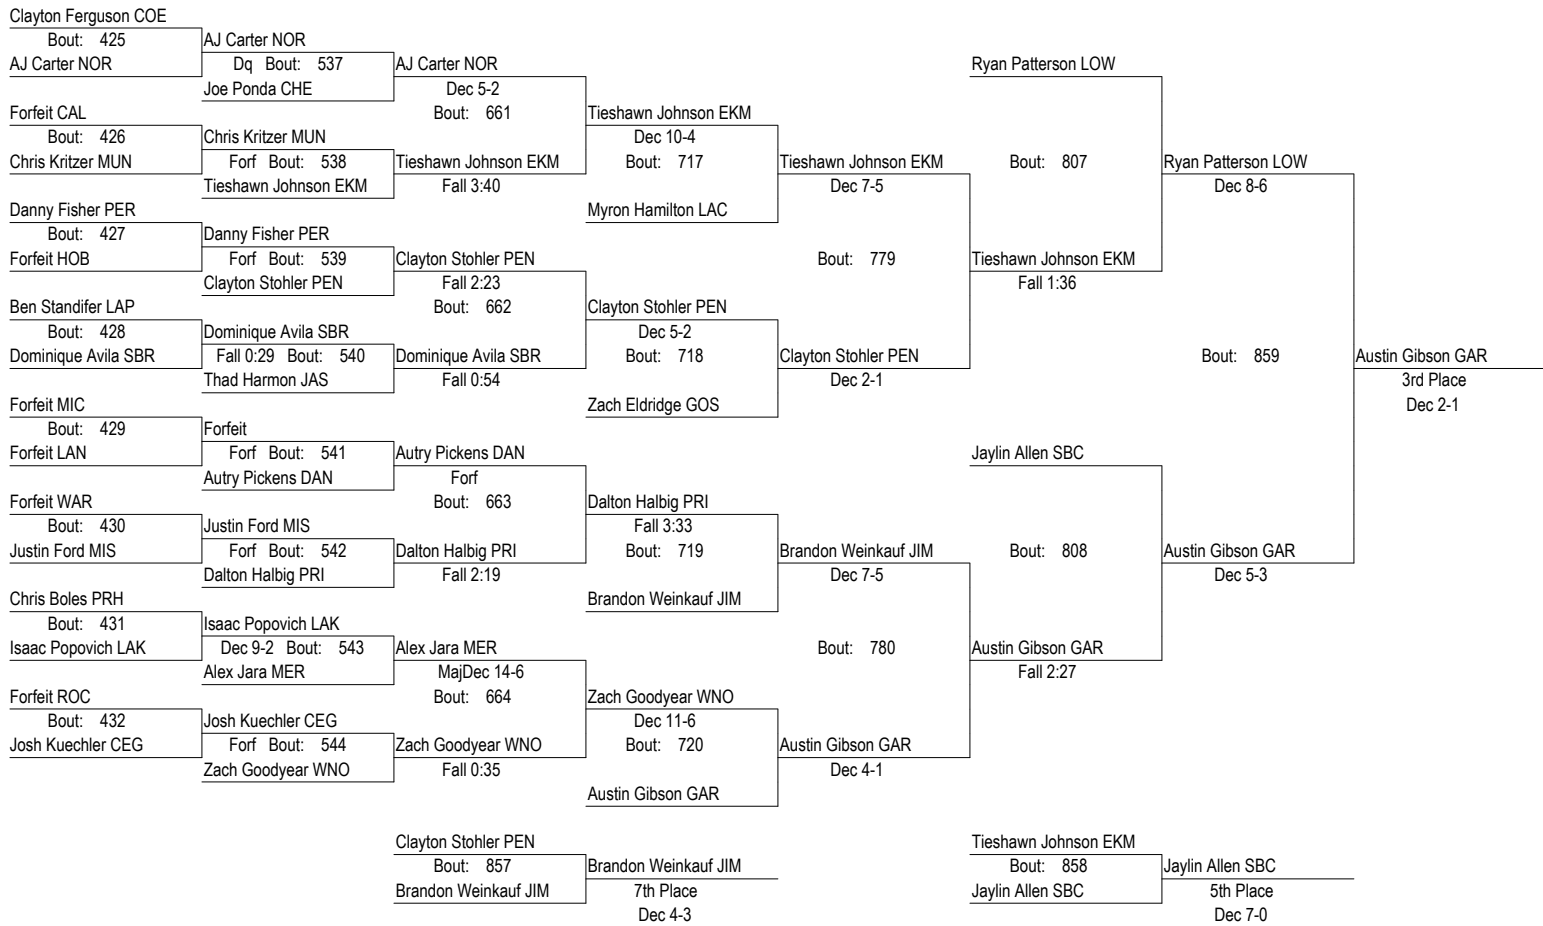 Clayton Ferguson COE
Bout: 425
AJ Carter NOR
AJ Carter NOR
Dq Bout: 537
AJ Carter NOR
Ryan Patterson LOW
Joe Ponda CHE
Dec 5-2
Forfeit CAL
Bout: 661
Tieshawn Johnson EKM
Bout: 426
Chris Kritzer MUN
Dec 10-4
Chris Kritzer MUN
Forf Bout: 538
Tieshawn Johnson EKM
Bout: 717
Tieshawn Johnson EKM
Bout: 807
Ryan Patterson LOW
Tieshawn Johnson EKM
Fall 3:40
Dec 7-5
Dec 8-6
Danny Fisher PER
Myron Hamilton LAC
Bout: 427
Danny Fisher PER
Forfeit HOB
Forf Bout: 539
Clayton Stohler PEN
Bout: 779
Tieshawn Johnson EKM
Clayton Stohler PEN
Fall 2:23
Fall 1:36
Ben Standifer LAP
Bout: 662
Clayton Stohler PEN
Bout: 428
Dominique Avila SBR
Dec 5-2
Dominique Avila SBR
Fall 0:29 Bout: 540
Dominique Avila SBR
Bout: 718
Clayton Stohler PEN
Bout: 859
Austin Gibson GAR
Thad Harmon JAS
Fall 0:54
Dec 2-1
3rd Place
Forfeit MIC
Zach Eldridge GOS
Dec 2-1
Bout: 429
Forfeit
Forfeit LAN
Forf Bout: 541
Autry Pickens DAN
Jaylin Allen SBC
Autry Pickens DAN
Forf
Forfeit WAR
Bout: 663
Dalton Halbig PRI
Bout: 430
Justin Ford MIS
Fall 3:33
Justin Ford MIS
Forf Bout: 542
Dalton Halbig PRI
Bout: 719
Brandon Weinkauf JIM
Bout: 808
Austin Gibson GAR
Dalton Halbig PRI
Fall 2:19
Dec 7-5
Dec 5-3
Chris Boles PRH
Brandon Weinkauf JIM
Bout: 431
Isaac Popovich LAK
Isaac Popovich LAK
Dec 9-2 Bout: 543
Alex Jara MER
Bout: 780
Austin Gibson GAR
Alex Jara MER
MajDec 14-6
Fall 2:27
Forfeit ROC
Bout: 664
Zach Goodyear WNO
Bout: 432
Josh Kuechler CEG
Dec 11-6
Josh Kuechler CEG
Forf Bout: 544
Zach Goodyear WNO
Bout: 720
Austin Gibson GAR
Zach Goodyear WNO
Fall 0:35
Dec 4-1
Austin Gibson GAR
Clayton Stohler PEN
Bout: 857
Brandon Weinkauf JIM
Brandon Weinkauf JIM
7th Place
Dec 4-3
Tieshawn Johnson EKM
Bout: 858
Jaylin Allen SBC
Jaylin Allen SBC
5th Place
Dec 7-0